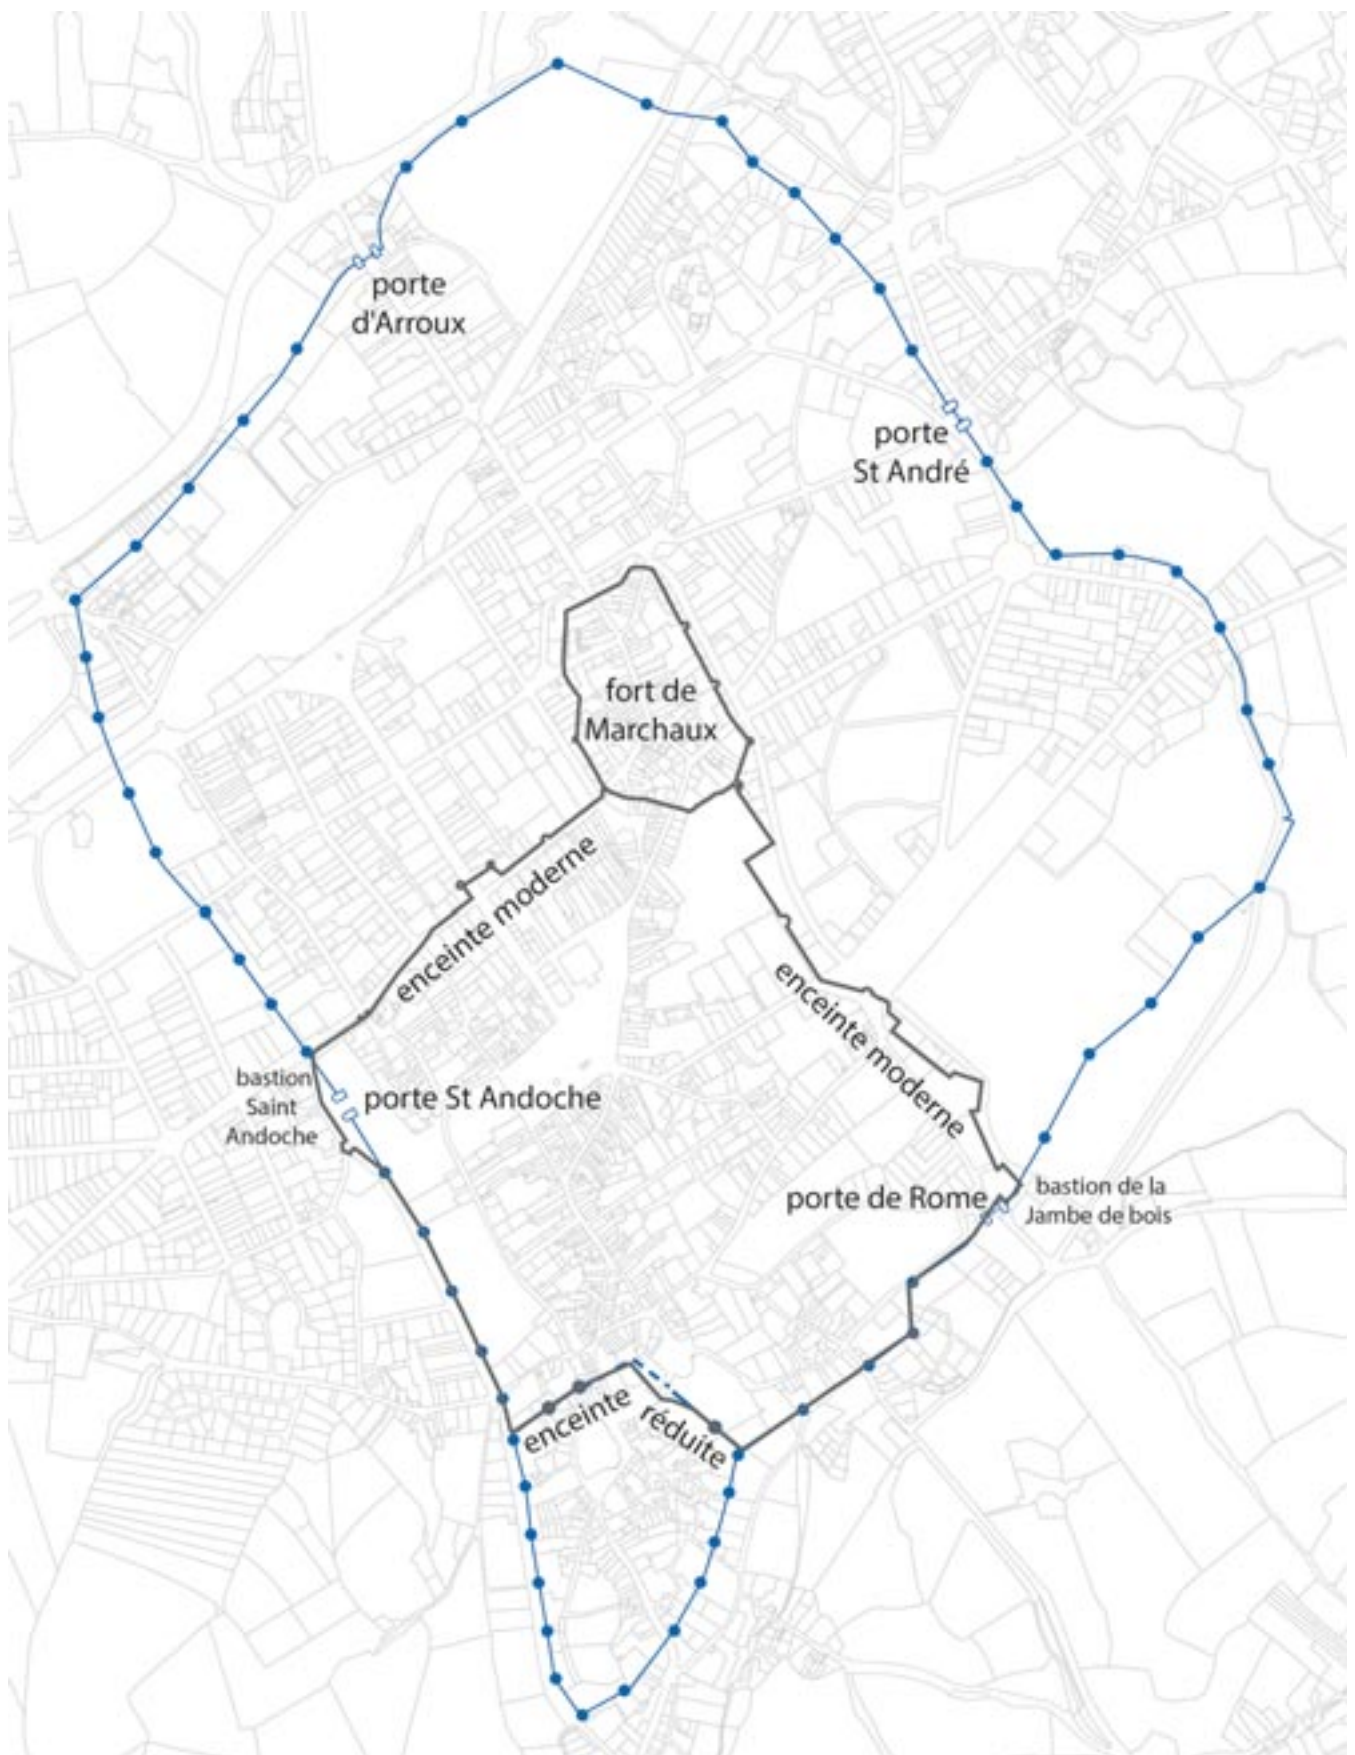 porte
d'Arroux
porte
St André
fort de
Marchaux
enceinte moderne
enceinte moderne
bastion
Saint
Andoche
porte St Andoche
porte de Rome
bastion de la
Jambe de bois
enceinte
réduite